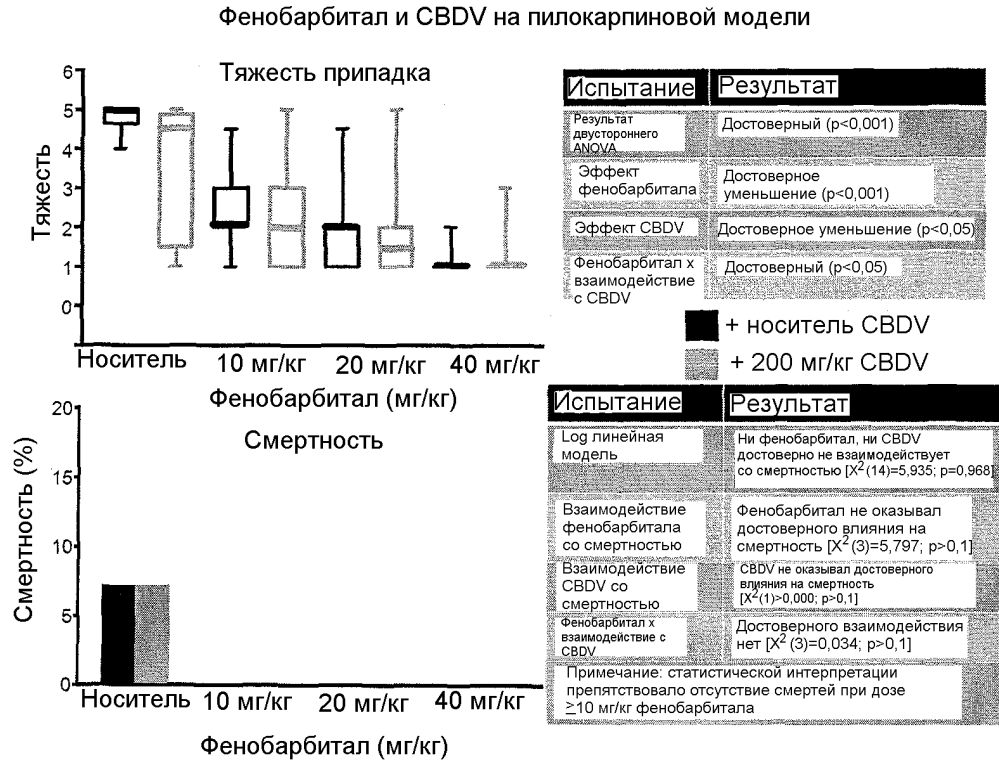 Фенобарбитал и CBDV на пилокарпиновой модели
Тяжесть припадка
Тяжесть
6
5
4
3
2
1
0
Носитель 10 мг/кг 20 мг/кг 40 мг/кг
Фенобарбитал (мг/кг)
Испытание Результат
Результат
двустороннего
ANOVA
Достоверный (p<0,001)
Эффект
фенобарбитала
Достоверное
уменьшение (p<0,001)
Эффект CBDV
Достоверное уменьшение (p<0,05)
Фенобарбитал x
взаимодействие
с CBDV
Достоверный (p<0,05)
+ носитель CBDV
+ 200 мг/кг CBDV
Смертность
Смертность (%)
20
15
10
5
0
Носитель 10 мг/кг 20 мг/кг 40 мг/кг
Фенобарбитал (мг/кг)
Испытание Результат
Log линейная
модель
Ни фенобарбитал, ни CBDV
достоверно не взаимодействует
со смертностью [X²(14)=5,935; p=0,968]
Взаимодействие
фенобарбитала
со смертностью
Фенобарбитал не оказывал
достоверного влияния на
смертность [X²(3)=5,797; p>0,1]
Взаимодействие
CBDV со
смертностью
CBDV не оказывал достоверного
влияния на смертность
[X²(1)>0,000; p>0,1]
Фенобарбитал x
взаимодействие с
CBDV
Достоверного взаимодействия
нет [X²(3)=0,034; p>0,1]
Примечание: статистической интерпретации
препятствовало отсутствие смертей при дозе
≥10 мг/кг фенобарбитала